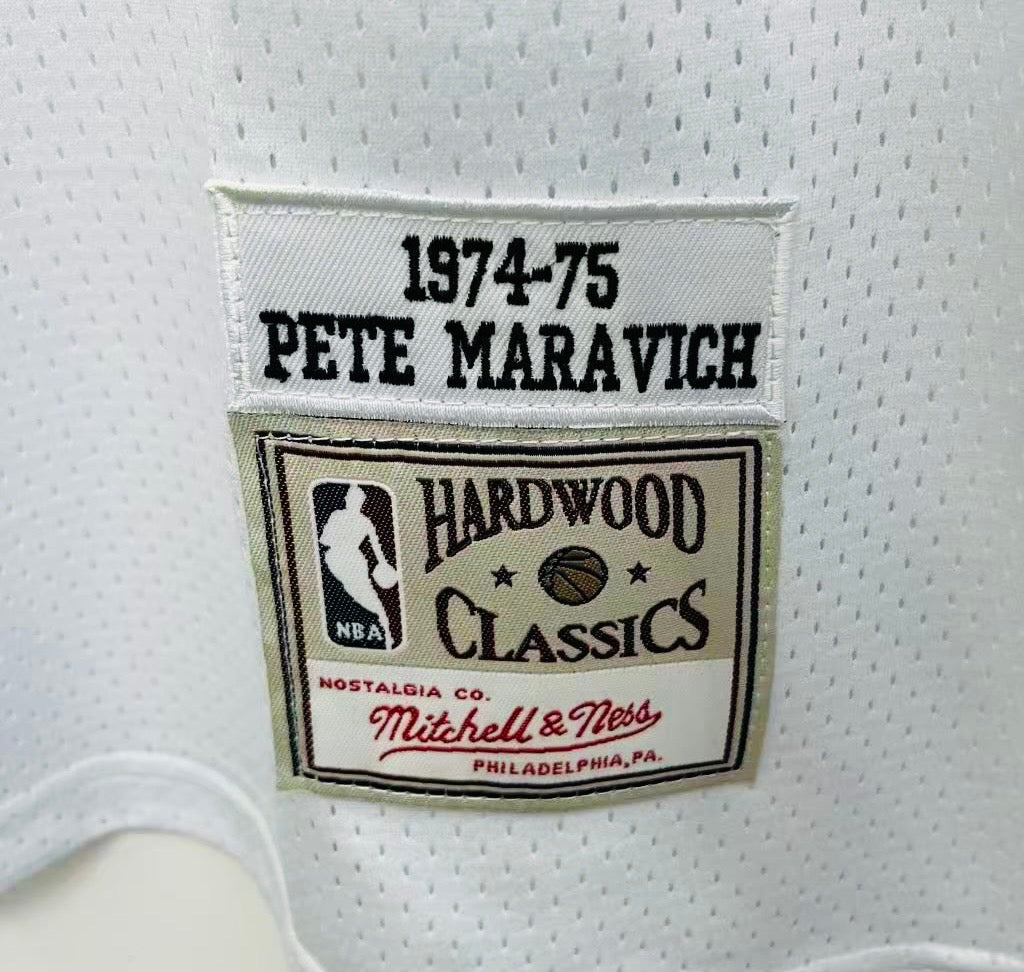 1974-75
PETE MARAVICH
NBA
HARDWOOD
CLASSICS
NOSTALGIA CO.
Mitchell & Ness
PHILADELPHIA, PA.